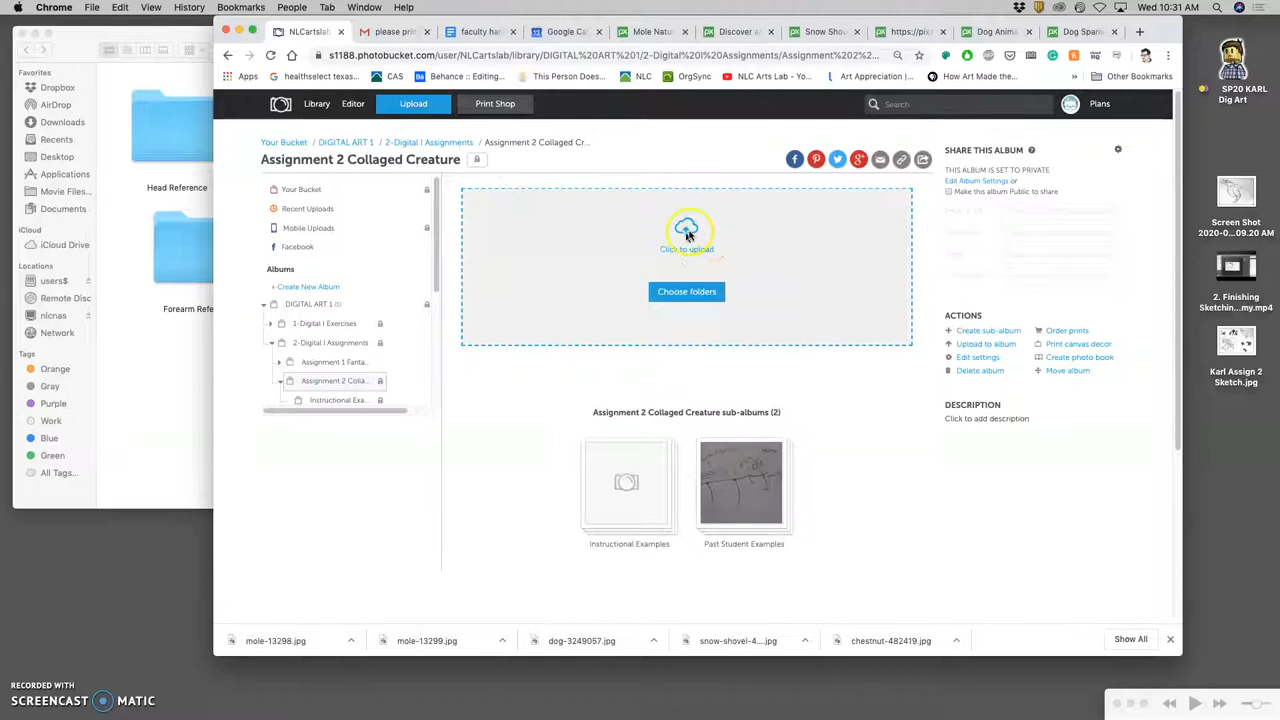 Chrome File Edit View History Bookmarks People Tab Window Help
Wed 10:31 AM
NLCartslab
please prin
faculty hand
Google Ca
Mole Natu
Discover a
Snow Shov
https://pixa
Dog Anima
Dog Spani
s1188.photobucket.com/user/NLCartslab/library/DIGITAL%20ART%201/2-Digital%20I%20Assignments/Assignment%202%20Collaged%20Creature...
Apps
healthselect texas...
CAS
Behance :: Editing...
This Person Does...
NLC
OrgSync
NLC Arts Lab - Yo...
Art Appreciation |...
How Art Made the...
» Other Bookmarks
Favorites
Dropbox
AirDrop
Downloads
Recents
Desktop
Applications
Movie Files...
Documents
iCloud
iCloud Drive
Locations
users$
Remote Disc
nlcnas
Network
Tags
Orange
Gray
Purple
Work
Blue
Green
All Tags...
Head Reference
Forearm Refe
Library Editor Upload Print Shop
Search
Plans
Your Bucket / DIGITAL ART 1 / 2-Digital I Assignments / Assignment 2 Collaged Cr...
Assignment 2 Collaged Creature
Your Bucket
Recent Uploads
Mobile Uploads
Facebook
Albums
+ Create New Album
DIGITAL ART 1 (1)
1-Digital I Exercises
2-Digital I Assignments
Assignment 1 Fanta...
Assignment 2 Colla...
Instructional Exa...
Click to upload
Choose folders
Assignment 2 Collaged Creature sub-albums (2)
Instructional Examples
Past Student Examples
SHARE THIS ALBUM
THIS ALBUM IS SET TO PRIVATE
Edit Album Settings or
Make this album Public to share
ACTIONS
Create sub-album
Order prints
Upload to album
Print canvas decor
Edit settings
Create photo book
Delete album
Move album
DESCRIPTION
Click to add description
mole-13298.jpg
mole-13299.jpg
dog-3249057.jpg
snow-shovel-4....jpg
chestnut-482419.jpg
Show All
SP20 KARL
Dig Art
Screen Shot
2020-0...09.20 AM
2. Finishing
Sketchin...my.mp4
Karl Assign 2
Sketch.jpg
RECORDED WITH
SCREENCAST MATIC